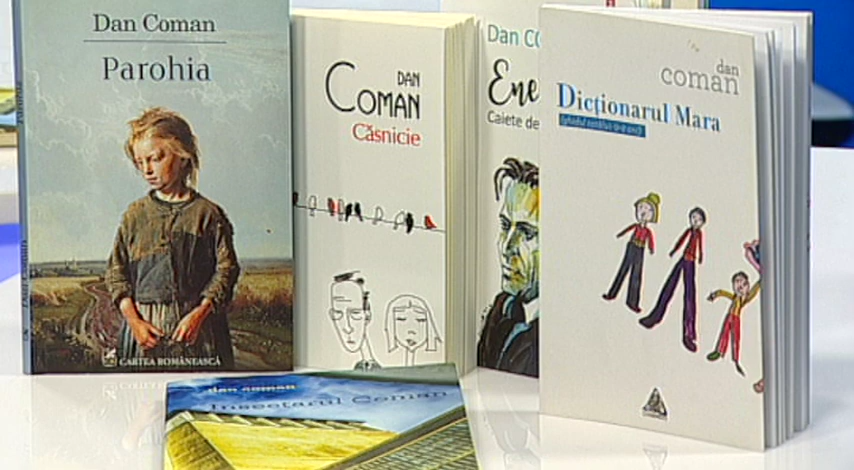 Dan Coman
Parohia
CARTEA ROMÂNEASCĂ
DAN
COMAN
Căsnicie
Dan Co
Ene
Caiete de
dan
coman
Dicționarul Mara
dan coman
Insectarul Coman